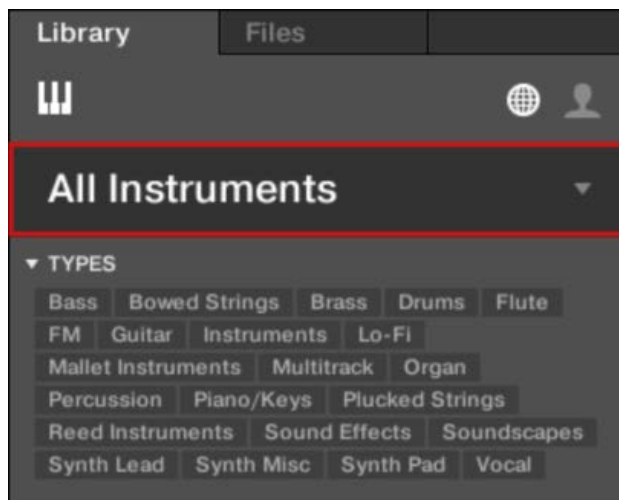 Library Files
All Instruments
TYPES
Bass Bowed Strings Brass Drums Flute
FM Guitar Instruments Lo-Fi
Mallet Instruments Multitrack Organ
Percussion Piano/Keys Plucked Strings
Reed Instruments Sound Effects Soundscapes
Synth Lead Synth Misc Synth Pad Vocal